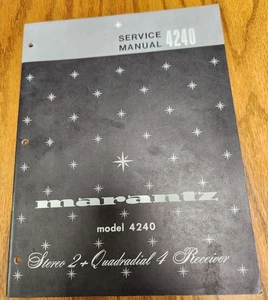 SERVICE
MANUAL 4240
marantz
model 4240
Stereo 2 + Quadradial 4 Receiver